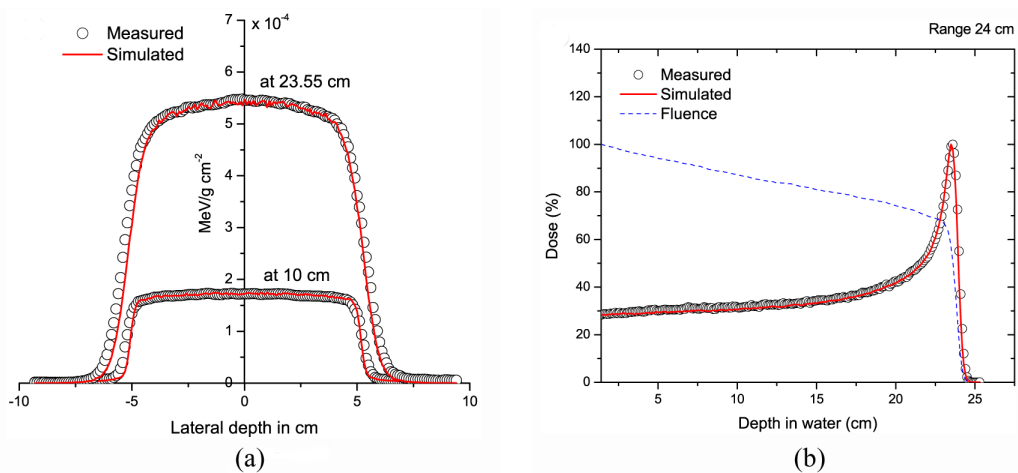 x 10⁻⁴
Measured
Simulated
at 23.55 cm
at 10 cm
MeV/g cm⁻²
7
6
5
4
3
2
1
0
-10 -5 0 5 10
Lateral depth in cm
(a)
Range 24 cm
Measured
Simulated
Fluence
Dose (%)
140
120
100
80
60
40
20
0
5 10 15 20 25
Depth in water (cm)
(b)